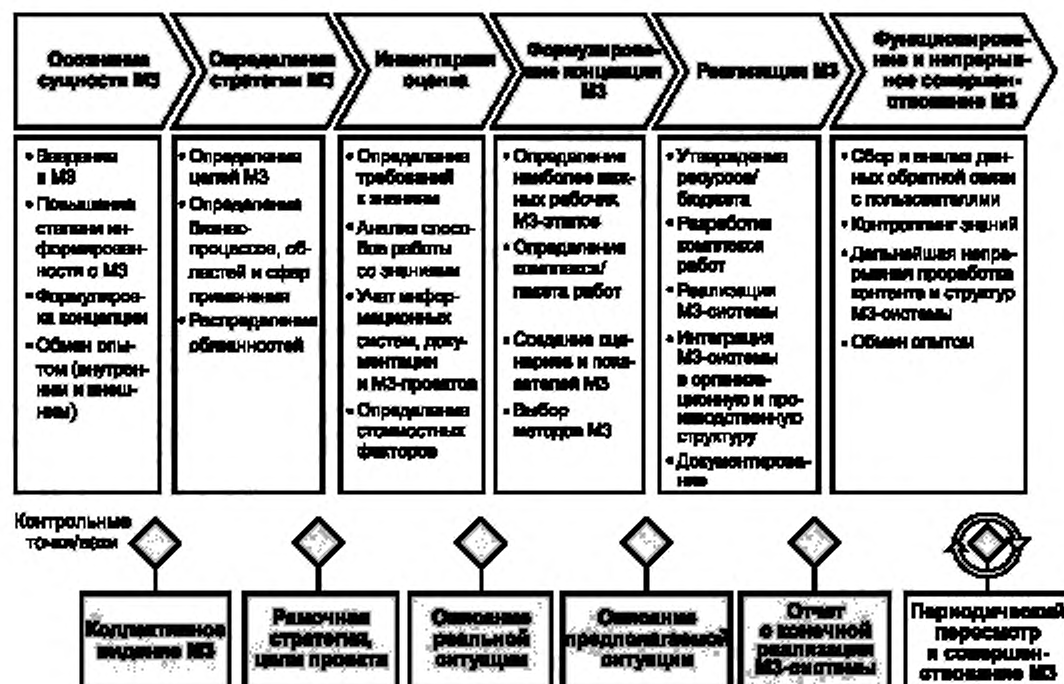 Осознание
сущности МЗ
Определение
стратегии МЗ
Инвентариза
оценка
Формулирова-
ние концепции
МЗ
Реализация МЗ
Функционирова-
ние и непрерыв-
ное совершен-
ствование МЗ
• Введение
в МЗ
• Повышение
степени ин-
формирован-
ности о МЗ
• Формулиров-
ка концепции
• Обмен опы-
том (внутрен-
ним и внеш-
ним)
• Определение
целей МЗ
• Определение
бизнес-
процессов, об-
ластей и сфер
применения
• Распределение
обязанностей
• Определение
требований
к знаниям
• Анализ спосо-
бов работы
со знаниями
• Учет инфор-
мационных
систем, доку-
ментации
и МЗ-проектов
• Определение
стоимостных
факторов
• Определение
наиболее важ-
ных рабочих
МЗ-этапов
• Определение
комплекса/
пакета работ
• Создание сце-
нариев и пока-
зателей МЗ
• Выбор
методов МЗ
• Утверждение
ресурсов/
бюджета
• Разработка
комплекса
работ
• Реализация
МЗ-системы
• Интеграция
МЗ-системы
в организа-
ционную и про-
изводственную
структуру
• Документирова-
ние
• Сбор и анализ дан-
ных обратной связи
с пользователями
• Контроллинг знаний
• Дальнейшая непре-
рывная проработка
контента и структур
МЗ-системы
• Обмен опытом
Контрольные
точки/вехи
Коллективное
видение МЗ
Рамочная
стратегия,
цели проекта
Описание
реальной
ситуации
Описание
предполагаемой
ситуации
Отчет
о конечной
реализации
МЗ-системы
Периодический
пересмотр
и совершен-
ствование МЗ